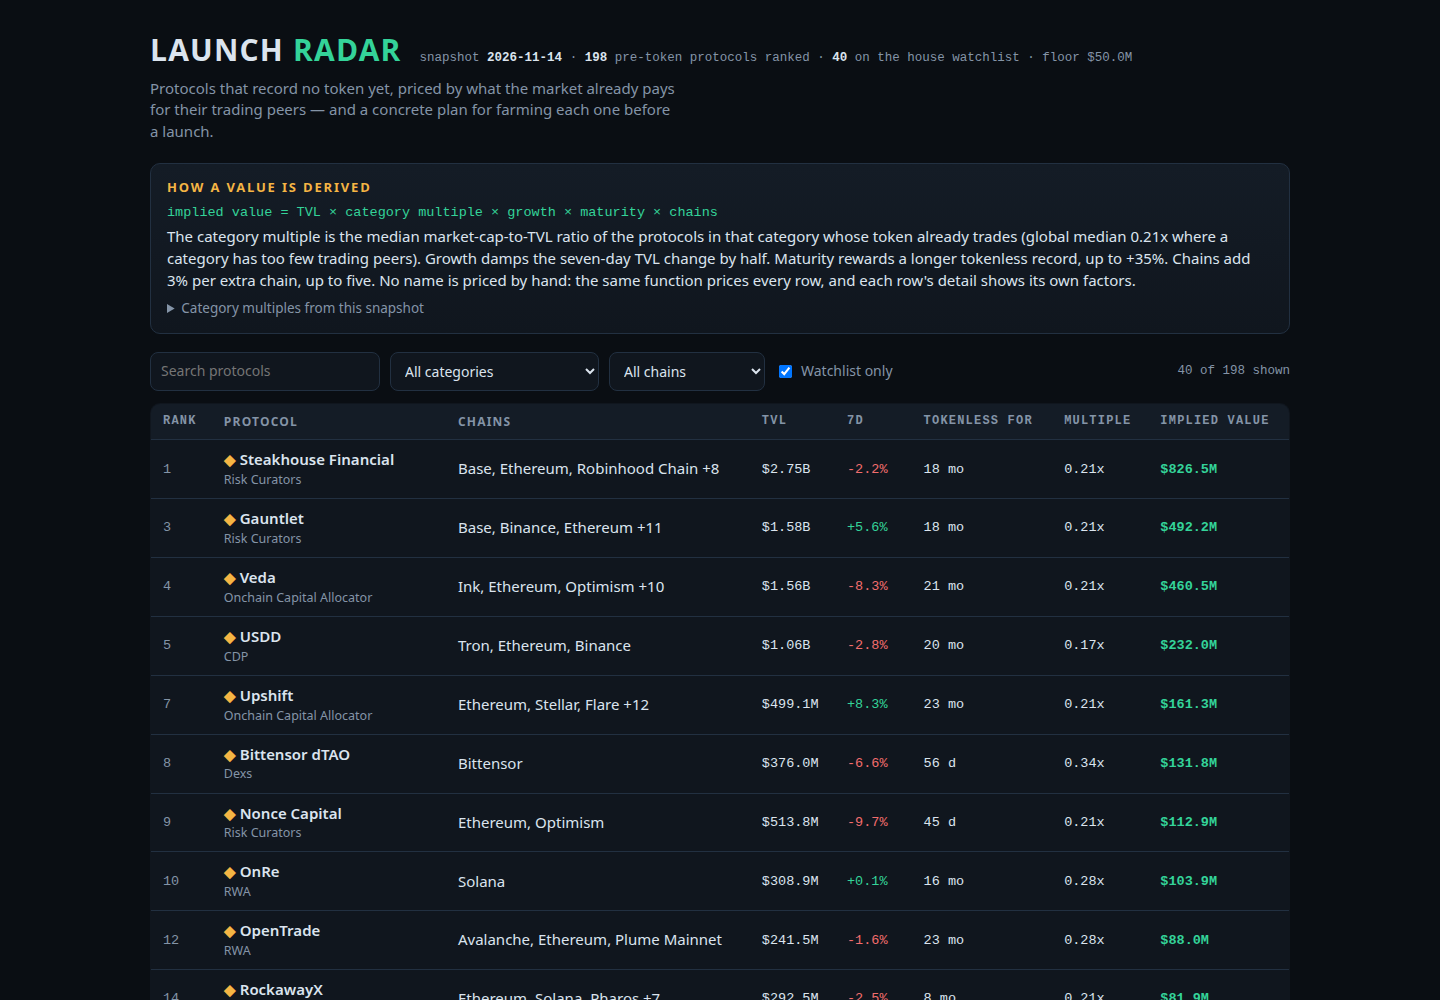 LAUNCH RADAR snapshot 2026-11-14 · 198 pre-token protocols ranked · 40 on the house watchlist · floor $50.0M
Protocols that record no token yet, priced by what the market already pays
for their trading peers — and a concrete plan for farming each one before
a launch.
HOW A VALUE IS DERIVED
implied value = TVL × category multiple × growth × maturity × chains
The category multiple is the median market-cap-to-TVL ratio of the protocols in that category whose token already trades (global median 0.21x where a
category has too few trading peers). Growth damps the seven-day TVL change by half. Maturity rewards a longer tokenless record, up to +35%. Chains add
3% per extra chain, up to five. No name is priced by hand: the same function prices every row, and each row's detail shows its own factors.
▶ Category multiples from this snapshot
Search protocols All categories All chains Watchlist only 40 of 198 shown
RANK PROTOCOL CHAINS TVL 7D TOKENLESS FOR MULTIPLE IMPLIED VALUE
1 ◆ Steakhouse Financial Base, Ethereum, Robinhood Chain +8 $2.75B -2.2% 18 mo 0.21x $826.5M
Risk Curators
3 ◆ Gauntlet Base, Binance, Ethereum +11 $1.58B +5.6% 18 mo 0.21x $492.2M
Risk Curators
4 ◆ Veda Ink, Ethereum, Optimism +10 $1.56B -8.3% 21 mo 0.21x $460.5M
Onchain Capital Allocator
5 ◆ USDD Tron, Ethereum, Binance $1.06B -2.8% 20 mo 0.17x $232.0M
CDP
7 ◆ Upshift Ethereum, Stellar, Flare +12 $499.1M +8.3% 23 mo 0.21x $161.3M
Onchain Capital Allocator
8 ◆ Bittensor dTAO Bittensor $376.0M -6.6% 56 d 0.34x $131.8M
Dexs
9 ◆ Nonce Capital Ethereum, Optimism $513.8M -9.7% 45 d 0.21x $112.9M
Risk Curators
10 ◆ OnRe Solana $308.9M +0.1% 16 mo 0.28x $103.9M
RWA
12 ◆ OpenTrade Avalanche, Ethereum, Plume Mainnet $241.5M -1.6% 23 mo 0.28x $88.0M
RWA
14 ◆ RockawayX Ethereum, Solana, Pharos +7 $292.5M -2.5% 8 mo 0.21x $81.9M